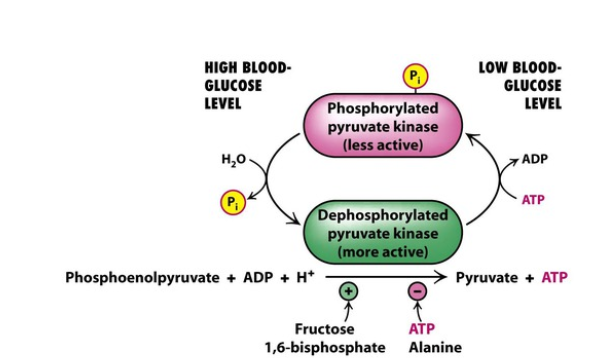 HIGH BLOOD-
GLUCOSE
LEVEL
LOW BLOOD-
GLUCOSE
LEVEL
Pi
Phosphorylated
pyruvate kinase
(less active)
H₂O
ADP
Pi
ATP
Dephosphorylated
pyruvate kinase
(more active)
Phosphoenolpyruvate + ADP + H⁺
Pyruvate + ATP
+
−
Fructose
1,6-bisphosphate
ATP
Alanine